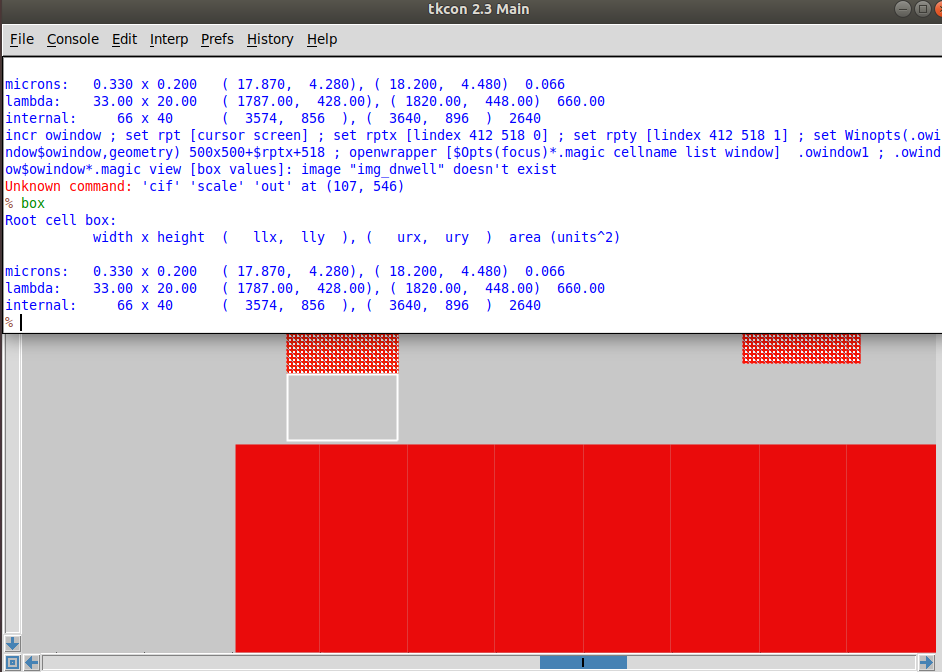 tkcon 2.3 Main
File Console Edit Interp Prefs History Help
microns: 0.330 x 0.200 ( 17.870, 4.280), ( 18.200, 4.480) 0.066
lambda: 33.00 x 20.00 ( 1787.00, 428.00), ( 1820.00, 448.00) 660.00
internal: 66 x 40 ( 3574, 856 ), ( 3640, 896 ) 2640
incr owindow ; set rpt [cursor screen] ; set rptx [lindex 412 518 0] ; set rpty [lindex 412 518 1] ; set Winopts(.owi
ndow$owindow,geometry) 500x500+$rptx+518 ; openwrapper [$Opts(focus)*.magic cellname list window] .owindow1 ; .owind
ow$owindow*.magic view [box values]: image "img_dnwell" doesn't exist
Unknown command: 'cif' 'scale' 'out' at (107, 546)
% box
Root cell box:
width x height ( llx, lly ), ( urx, ury ) area (units^2)
microns: 0.330 x 0.200 ( 17.870, 4.280), ( 18.200, 4.480) 0.066
lambda: 33.00 x 20.00 ( 1787.00, 428.00), ( 1820.00, 448.00) 660.00
internal: 66 x 40 ( 3574, 856 ), ( 3640, 896 ) 2640
%